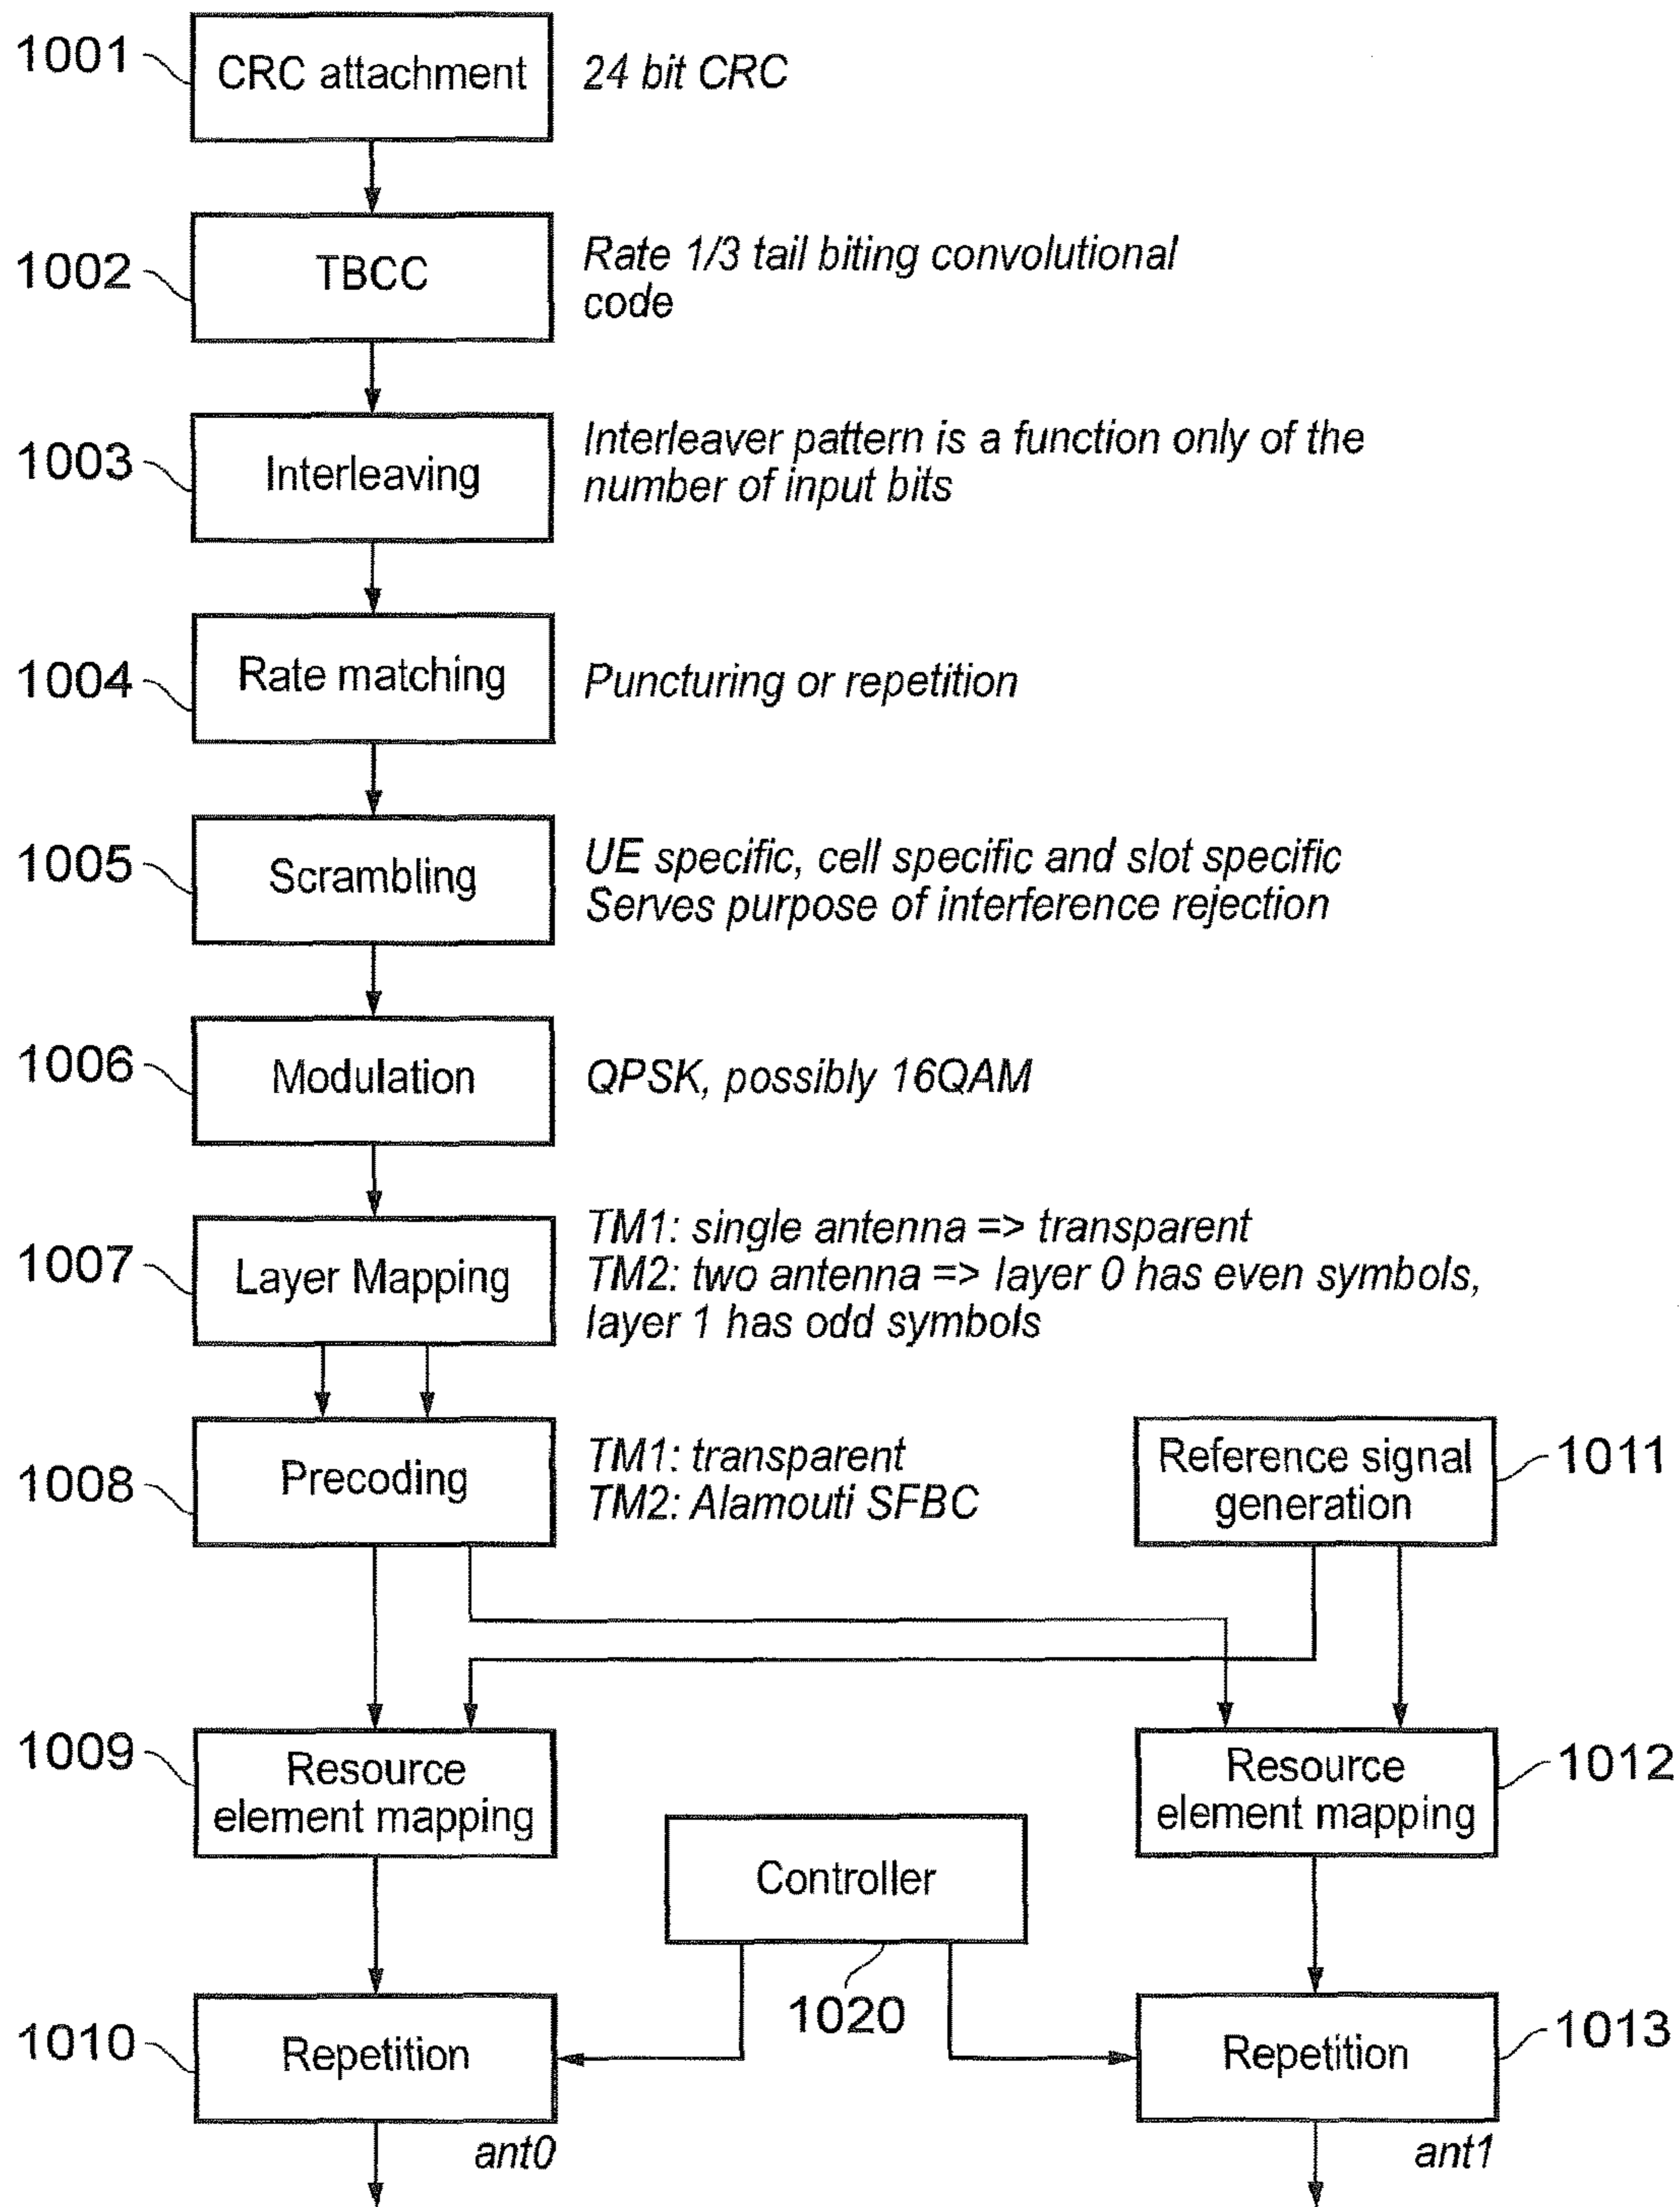 1001
CRC attachment
24 bit CRC
1002
TBCC
Rate 1/3 tail biting convolutional
code
1003
Interleaving
Interleaver pattern is a function only of the
number of input bits
1004
Rate matching
Puncturing or repetition
1005
Scrambling
UE specific, cell specific and slot specific
Serves purpose of interference rejection
1006
Modulation
QPSK, possibly 16QAM
1007
Layer Mapping
TM1: single antenna => transparent
TM2: two antenna => layer 0 has even symbols,
layer 1 has odd symbols
1008
Precoding
TM1: transparent
TM2: Alamouti SFBC
Reference signal
generation
1011
1009
Resource
element mapping
Resource
element mapping
1012
Controller
1020
1010
Repetition
Repetition
1013
ant0
ant1